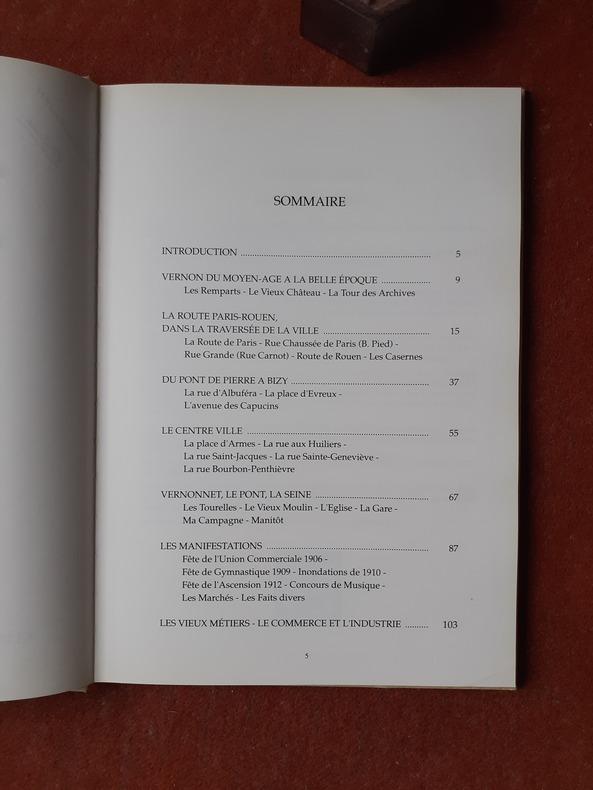 SOMMAIRE
INTRODUCTION ........................ 5
VERNON DU MOYEN-AGE A LA BELLE ÉPOQUE ........................ 9
Les Remparts - Le Vieux Château - La Tour des Archives
LA ROUTE PARIS-ROUEN,
DANS LA TRAVERSÉE DE LA VILLE ........................ 15
La Route de Paris - Rue Chaussée de Paris (B. Pied) -
Rue Grande (Rue Carnot) - Route de Rouen - Les Casernes
DU PONT DE PIERRE A BIZY ........................ 37
La rue d'Albuféra - La place d'Evreux -
L'avenue des Capucins
LE CENTRE VILLE ........................ 55
La place d'Armes - La rue aux Huiliers -
La rue Saint-Jacques - La rue Sainte-Geneviève -
La rue Bourbon-Penthièvre
VERNONNET, LE PONT, LA SEINE ........................ 67
Les Tourelles - Le Vieux Moulin - L'Eglise - La Gare -
Ma Campagne - Manitôt
LES MANIFESTATIONS ........................ 87
Fête de l'Union Commerciale 1906 -
Fête de Gymnastique 1909 - Inondations de 1910 -
Fête de l'Ascension 1912 - Concours de Musique -
Les Marchés - Les Faits divers
LES VIEUX MÉTIERS - LE COMMERCE ET L'INDUSTRIE .......... 103
5